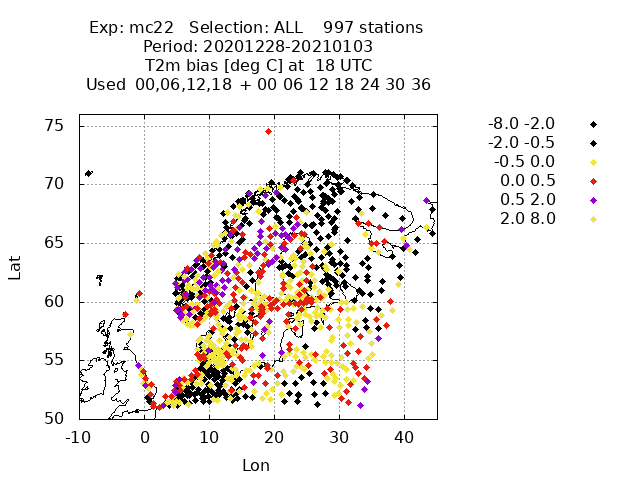 Exp: mc22   Selection: ALL    997 stations
Period: 20201228-20210103
T2m bias [deg C] at  18 UTC
Used  00,06,12,18  + 00 06 12 18 24 30 36
-8.0 -2.0
-2.0 -0.5
-0.5 0.0
0.0 0.5
0.5 2.0
2.0 8.0
75
70
65
60
55
50
Lat
-10 0 10 20 30 40
Lon